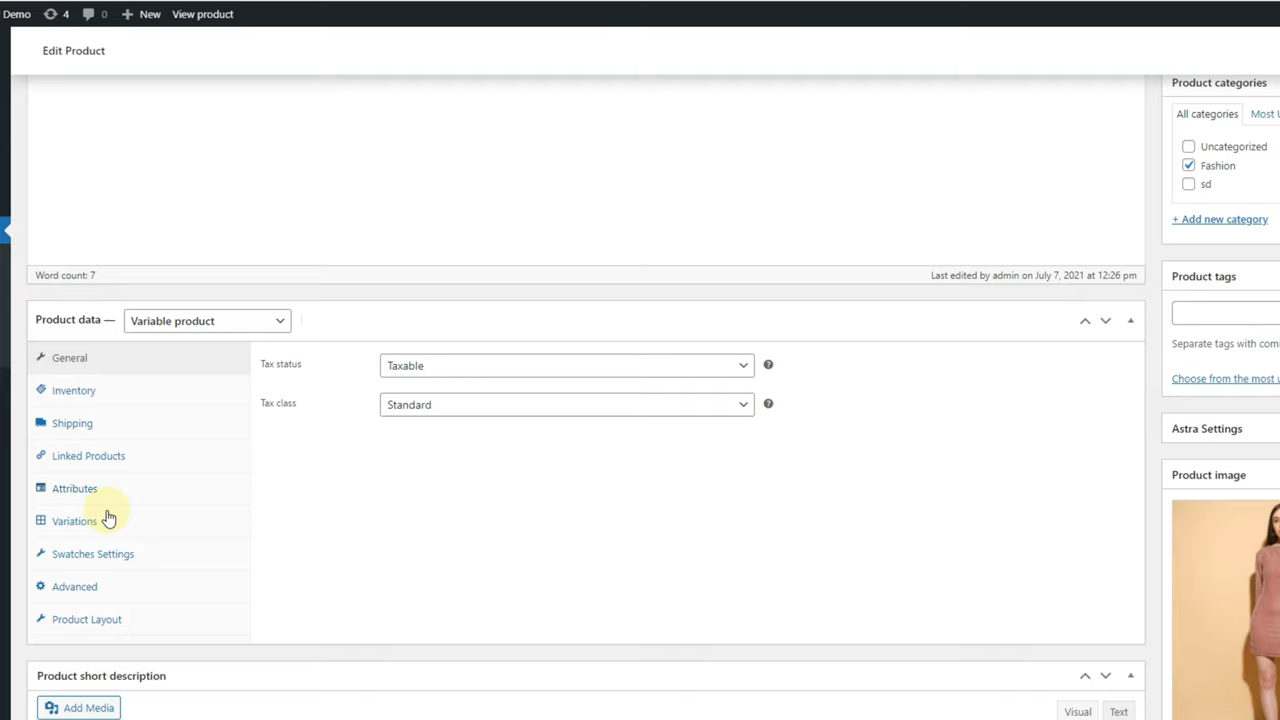 Demo 4 0 New View product
Edit Product
Product categories
All categories Most
Uncategorized
Fashion
sd
+ Add new category
Word count: 7 Last edited by admin on July 7, 2021 at 12:26 pm
Product tags
Separate tags with
Choose from the most
Product data — Variable product
General
Inventory
Shipping
Linked Products
Attributes
Variations
Swatches Settings
Advanced
Product Layout
Tax status Taxable
Tax class Standard
Astra Settings
Product image
Product short description
Add Media
Visual Text